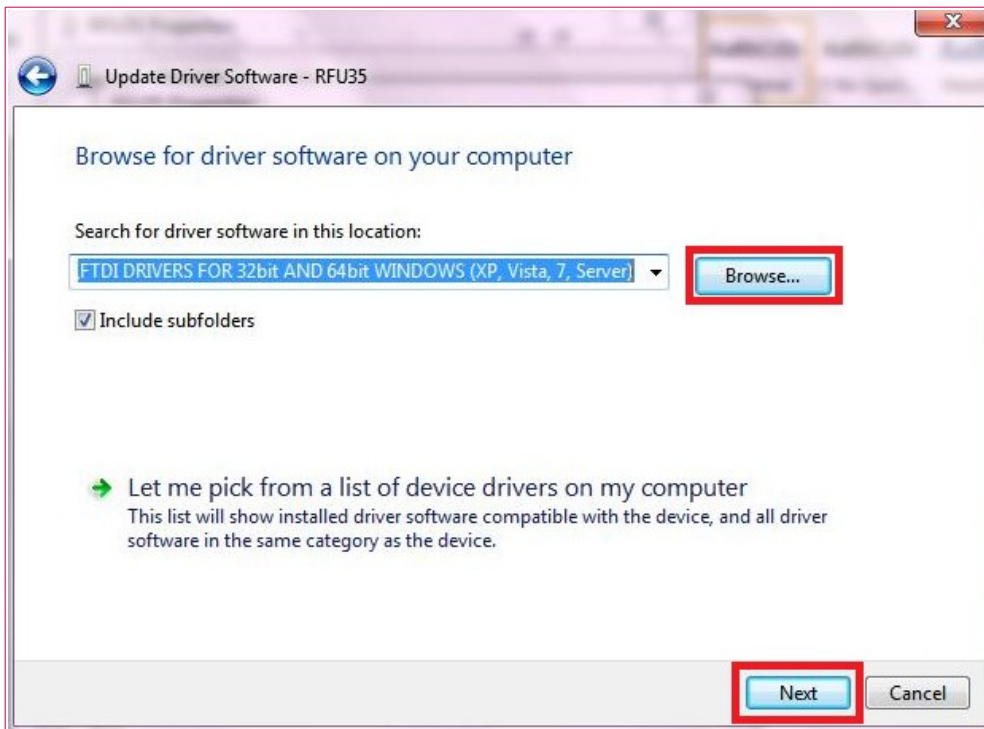 Update Driver Software - RFU35
Browse for driver software on your computer
Search for driver software in this location:
FTDI DRIVERS FOR 32bit AND 64bit WINDOWS (XP, Vista, 7, Server)
Browse...
Include subfolders
Let me pick from a list of device drivers on my computer
This list will show installed driver software compatible with the device, and all driver
software in the same category as the device.
Next
Cancel